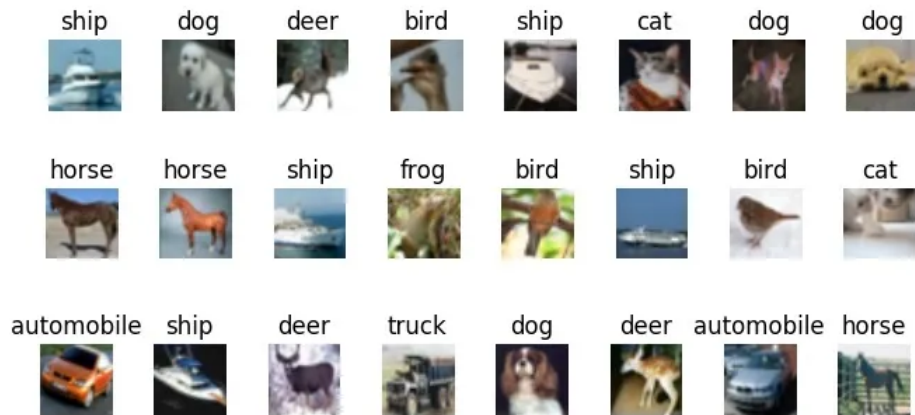 ship dog deer bird ship cat dog dog
horse horse ship frog bird ship bird cat
automobile ship deer truck dog deer automobile horse